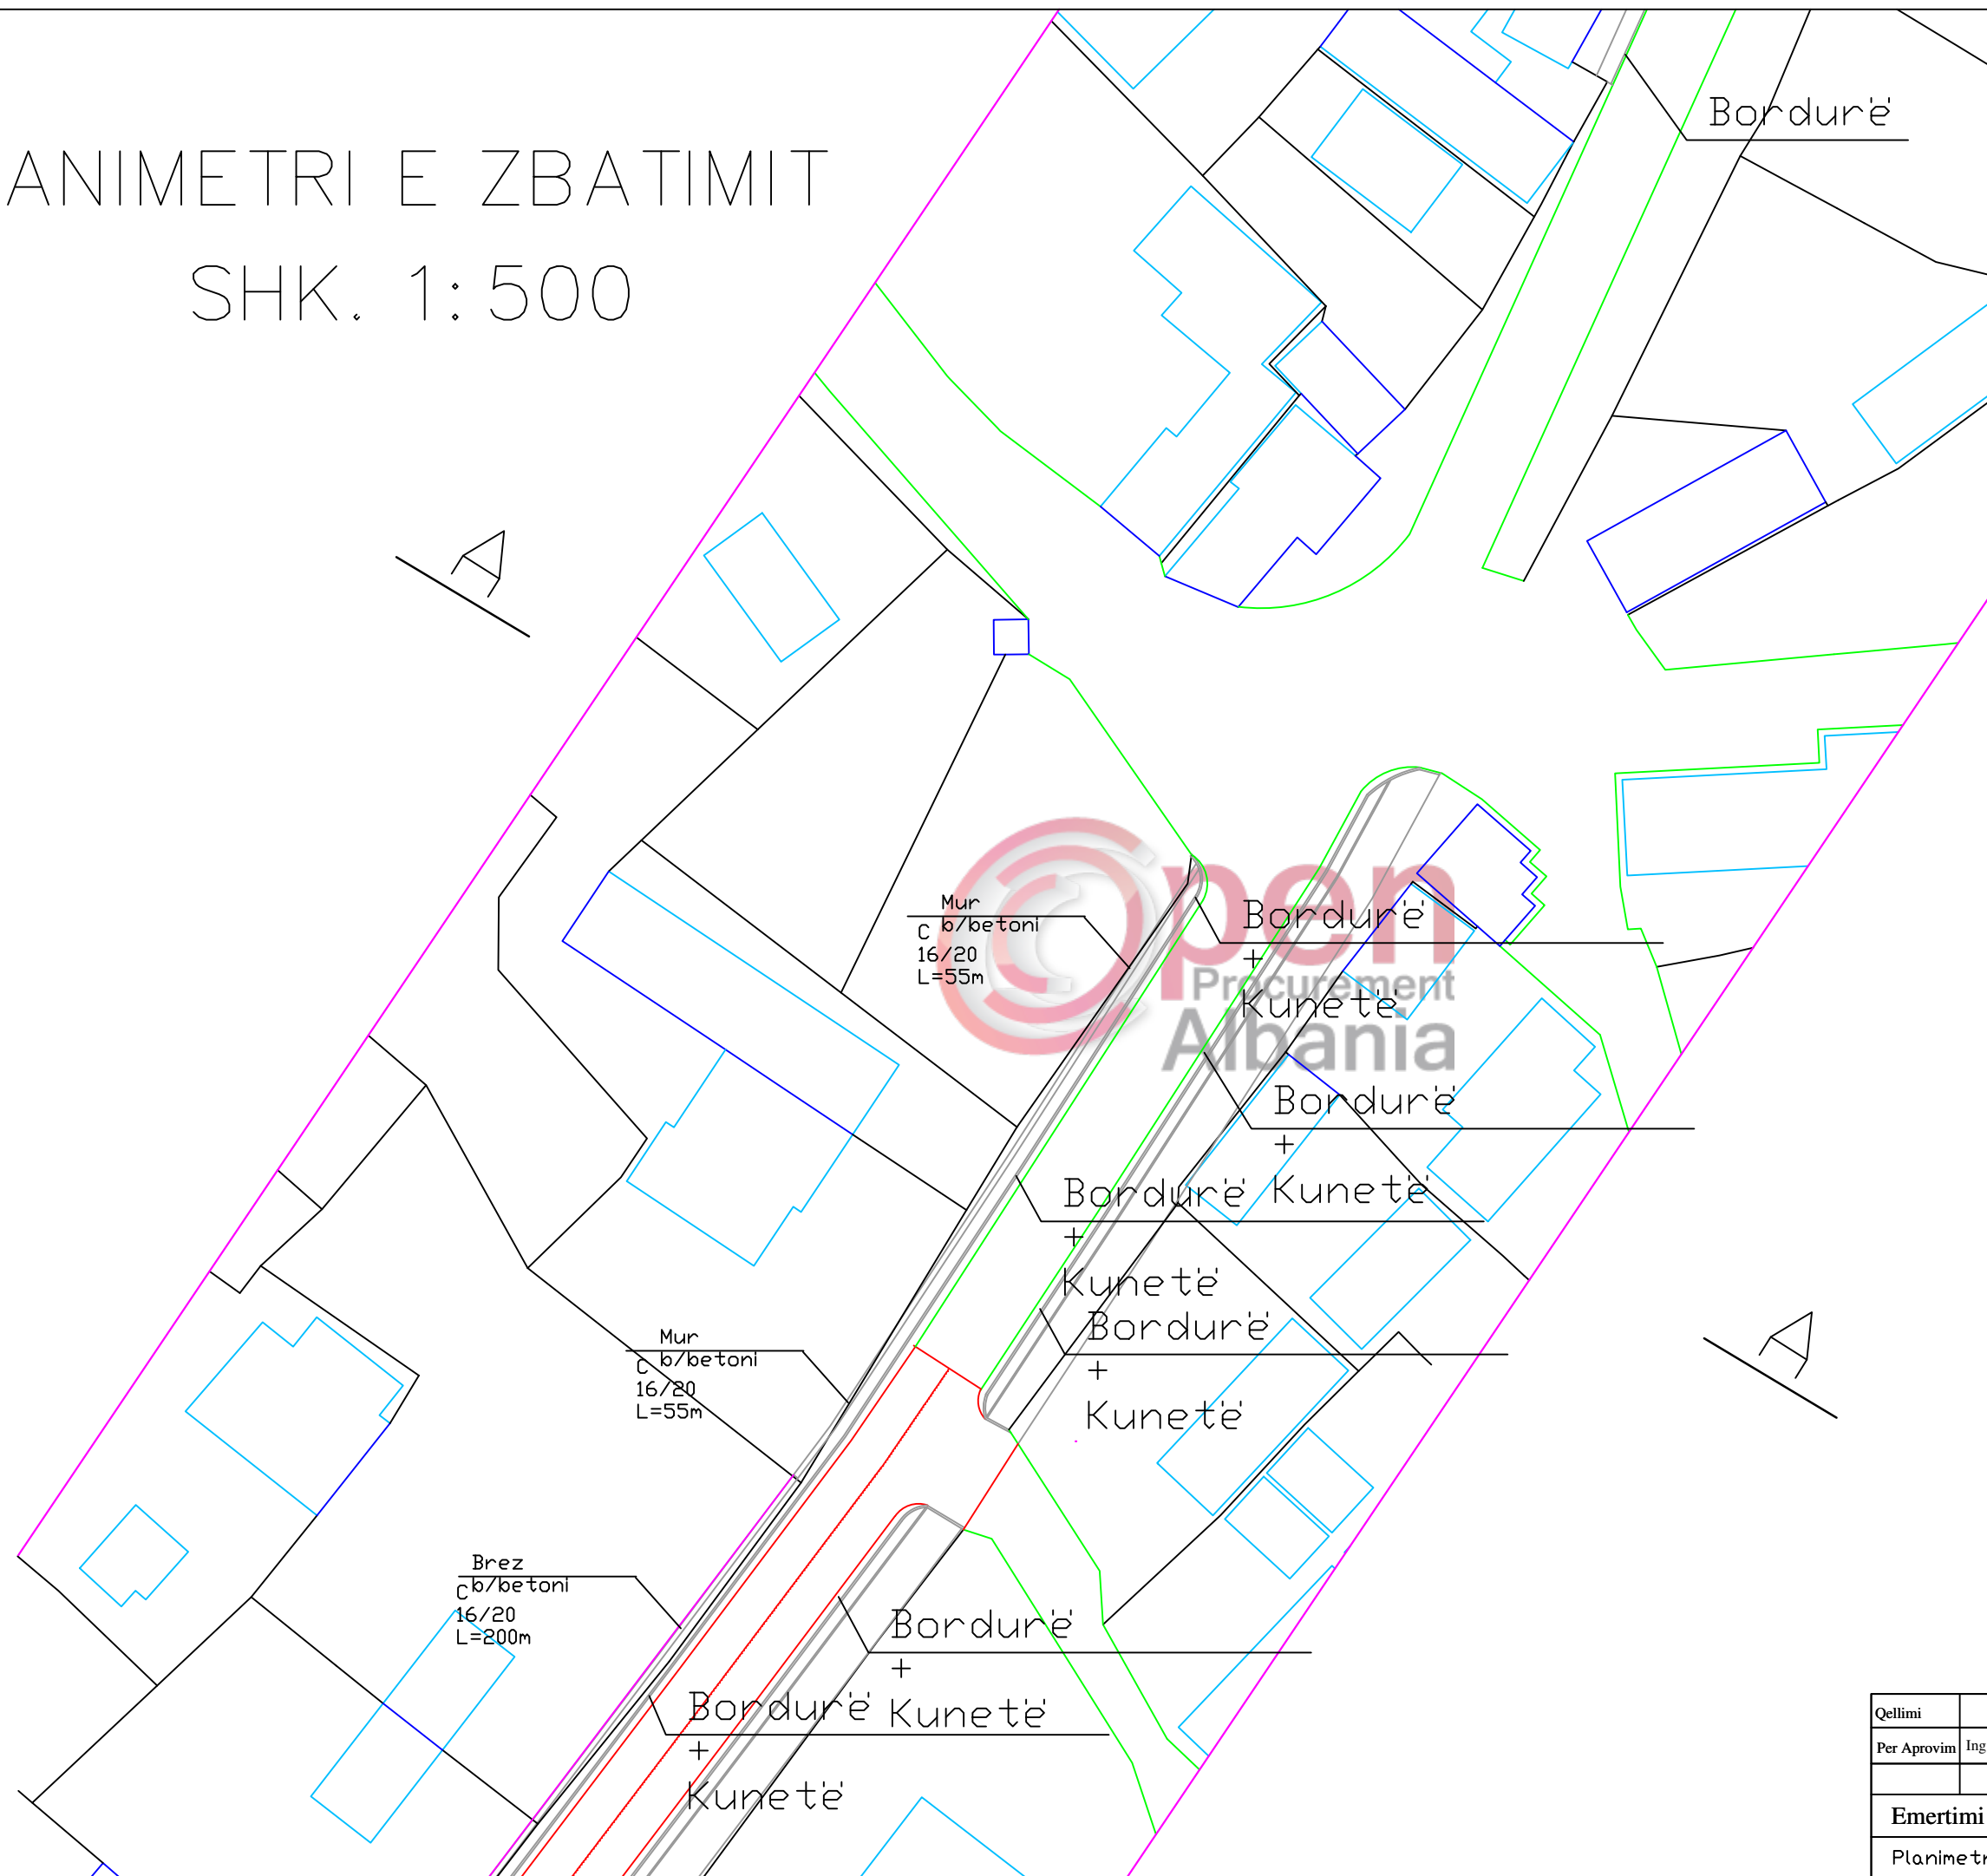 ANIMETRI E ZBATIMIT
SHK. 1:500
Bordurë
A
Mur
b/betoni
C
16/20
L=55m
Open
Procurement
Albania
Bordurë
+
Kunetë
Bordurë
+
Kunetë
Bordurë
+
Kunetë
A
Mur
b/betoni
C
16/20
L=55m
Bordurë
+
Kunetë
Brez
b/betoni
C
16/20
L=200m
Bordurë
+
Kunetë
Bordurë
+
Kunetë
Qellimi
Per Aprovim Ing
Emertimi
Planimetr